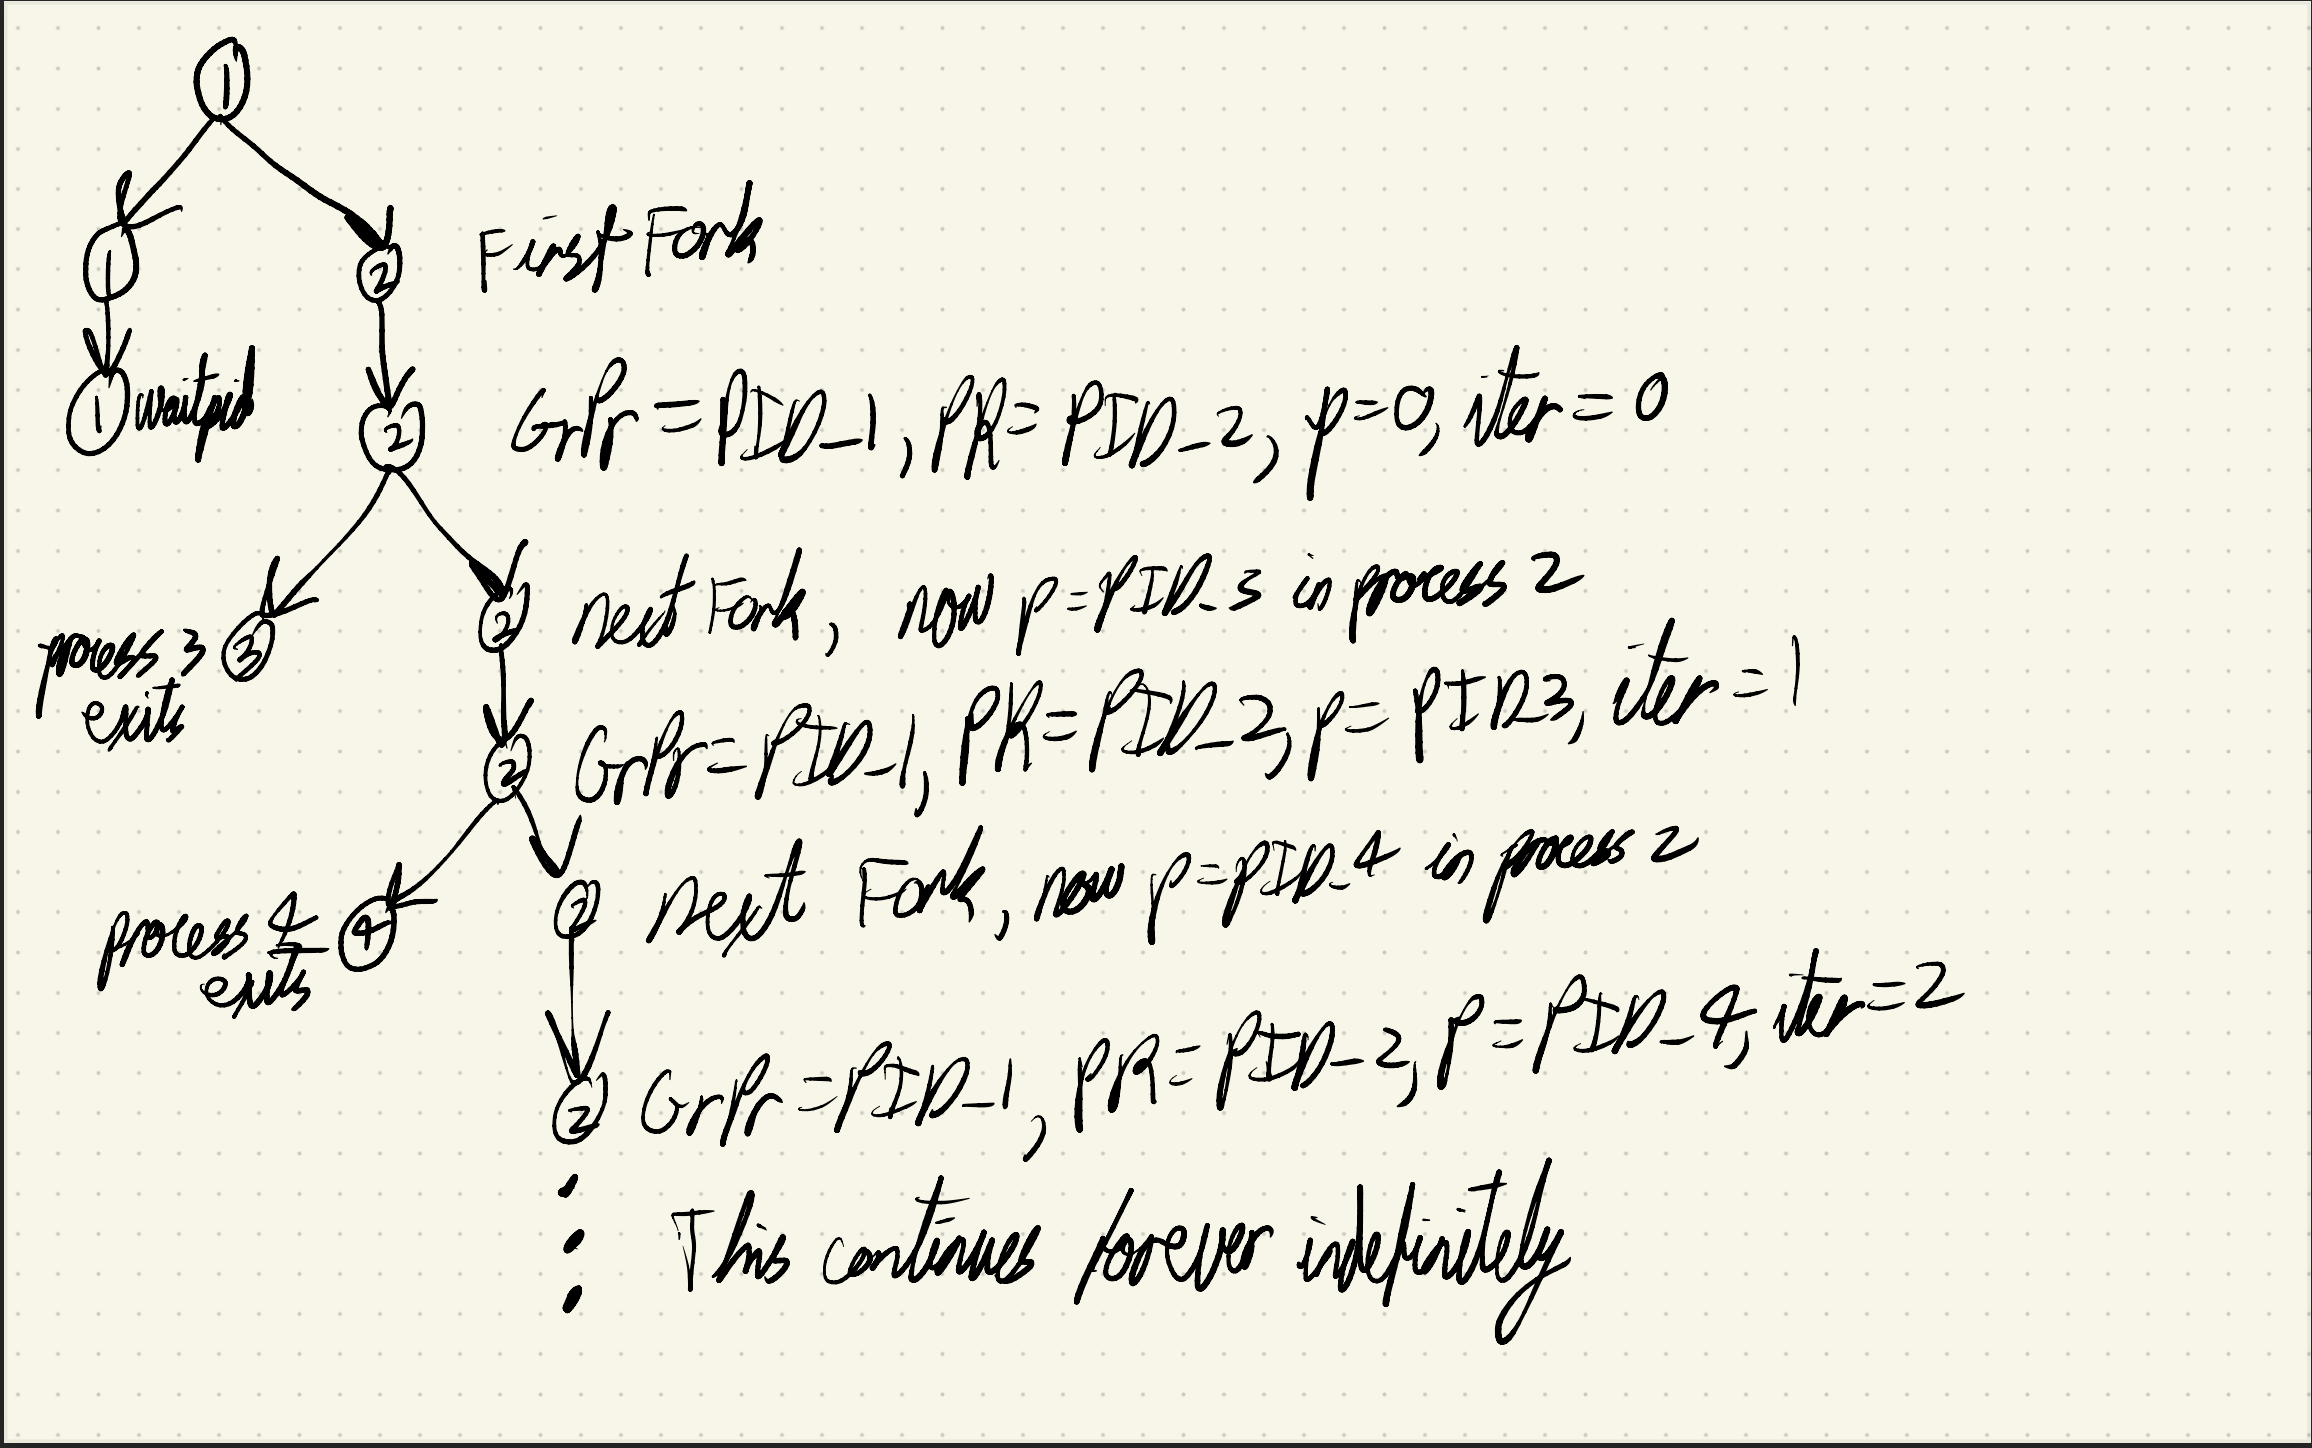 1
1 2 First Fork
1 waitpid 2 GrPr = PID_1, PR = PID_2, p=0, iter = 0
process 3 exits 3 2 next Fork, now p=PID_3 in process 2
2 GrPr = PID_1, PR = PID_2, p = PID_3, iter = 1
process 4 exits 4 2 next Fork, now p=PID_4 in process 2
2 GrPr = PID_1, PR = PID_2, p = PID_4, iter = 2
This continues forever indefinitely